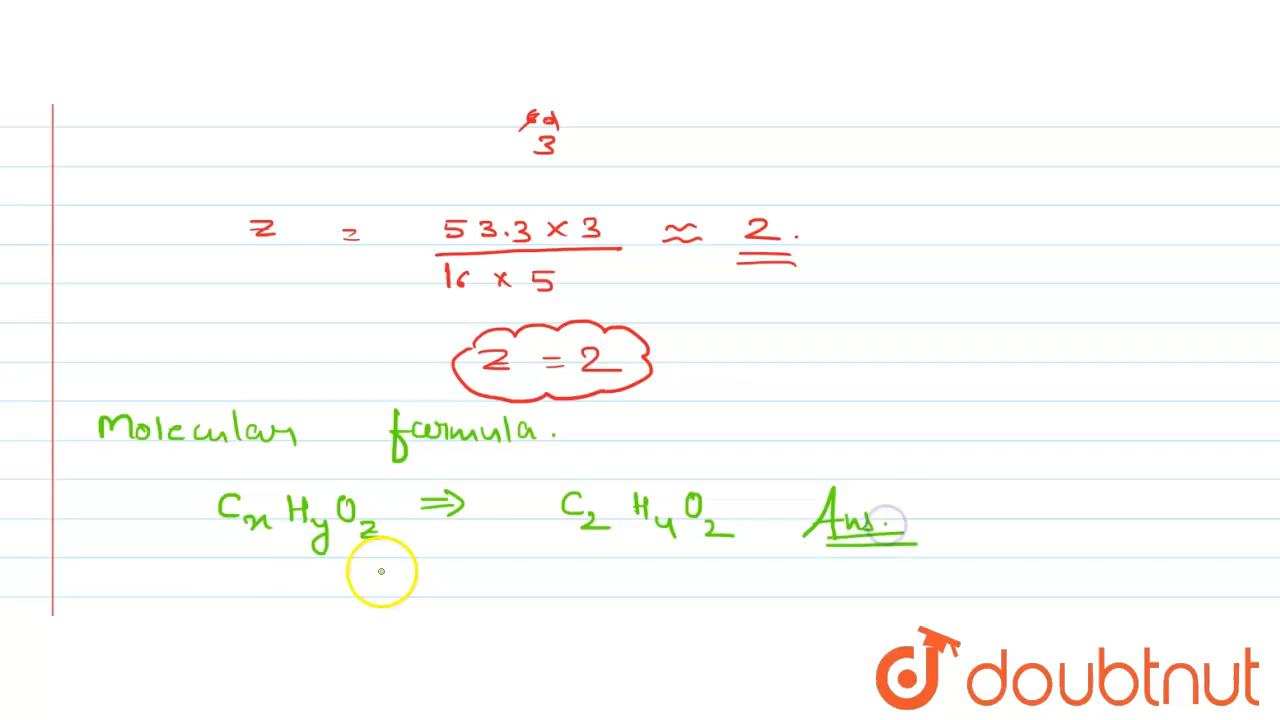 3
z = 53.3 × 3 / 16 × 5 ≈ 2.
z = 2
Molecular formula.
CxHyOz ⇒ C2H4O2 Ans.
doubtnut